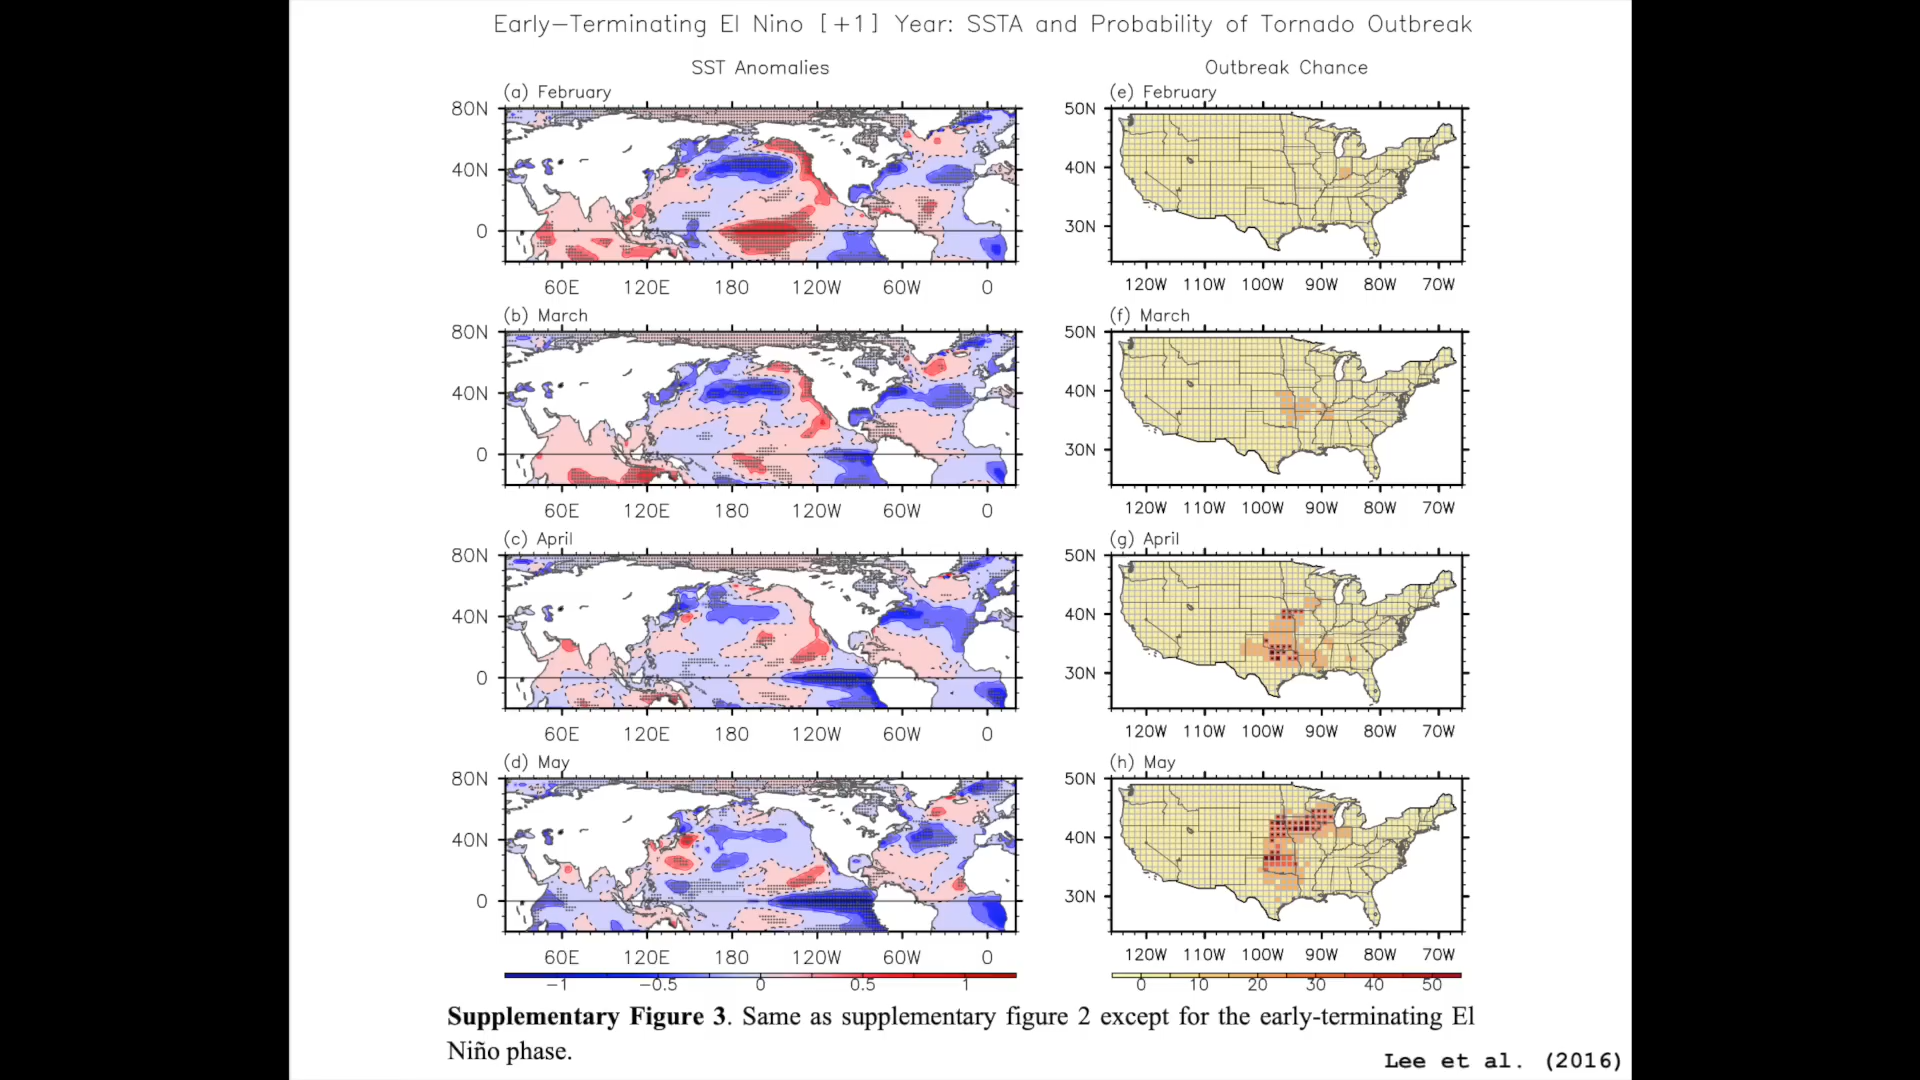 Early-Terminating El Nino [+1] Year: SSTA and Probability of Tornado Outbreak
SST Anomalies
(a) February
80N
40N
0
60E 120E 180 120W 60W 0
(b) March
80N
40N
0
60E 120E 180 120W 60W 0
(c) April
80N
40N
0
60E 120E 180 120W 60W 0
(d) May
80N
40N
0
60E 120E 180 120W 60W 0
-1 -0.5 0 0.5 1
Outbreak Chance
(e) February
50N
40N
30N
120W 110W 100W 90W 80W 70W
(f) March
50N
40N
30N
120W 110W 100W 90W 80W 70W
(g) April
50N
40N
30N
120W 110W 100W 90W 80W 70W
(h) May
50N
40N
30N
120W 110W 100W 90W 80W 70W
0 10 20 30 40 50
Supplementary Figure 3. Same as supplementary figure 2 except for the early-terminating El
Niño phase.
Lee et al. (2016)